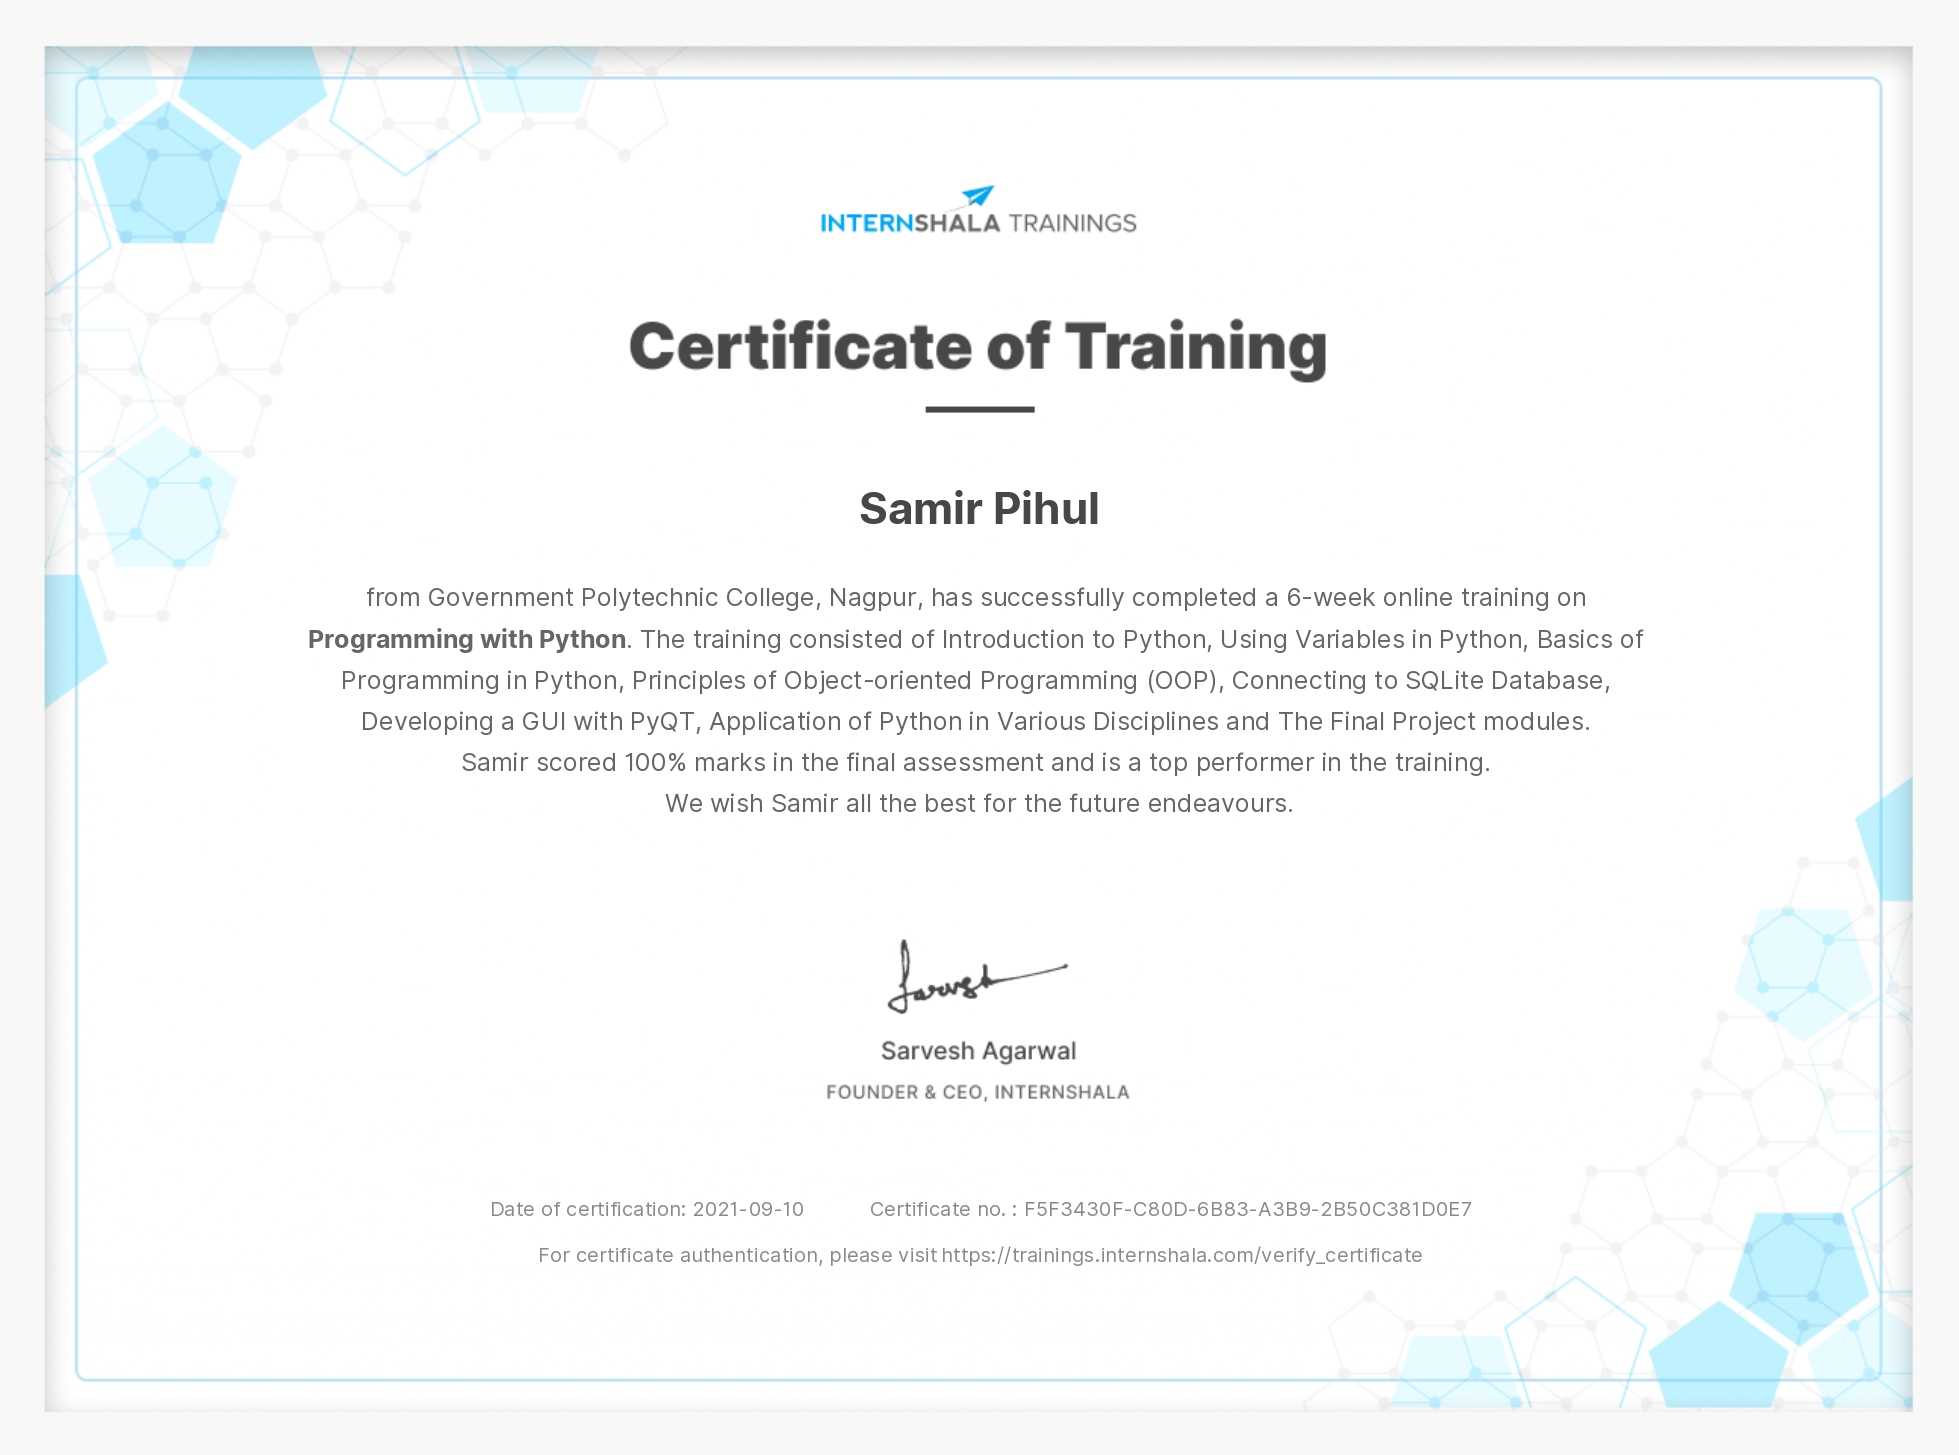 INTERNSHALA TRAININGS
Certificate of Training
Samir Pihul
from Government Polytechnic College, Nagpur, has successfully completed a 6-week online training on
Programming with Python. The training consisted of Introduction to Python, Using Variables in Python, Basics of
Programming in Python, Principles of Object-oriented Programming (OOP), Connecting to SQLite Database,
Developing a GUI with PyQT, Application of Python in Various Disciplines and The Final Project modules.
Samir scored 100% marks in the final assessment and is a top performer in the training.
We wish Samir all the best for the future endeavours.
Sarvesh
Sarvesh Agarwal
FOUNDER & CEO, INTERNSHALA
Date of certification: 2021-09-10 Certificate no. : F5F3430F-C80D-6B83-A3B9-2B50C381D0E7
For certificate authentication, please visit https://trainings.internshala.com/verify_certificate